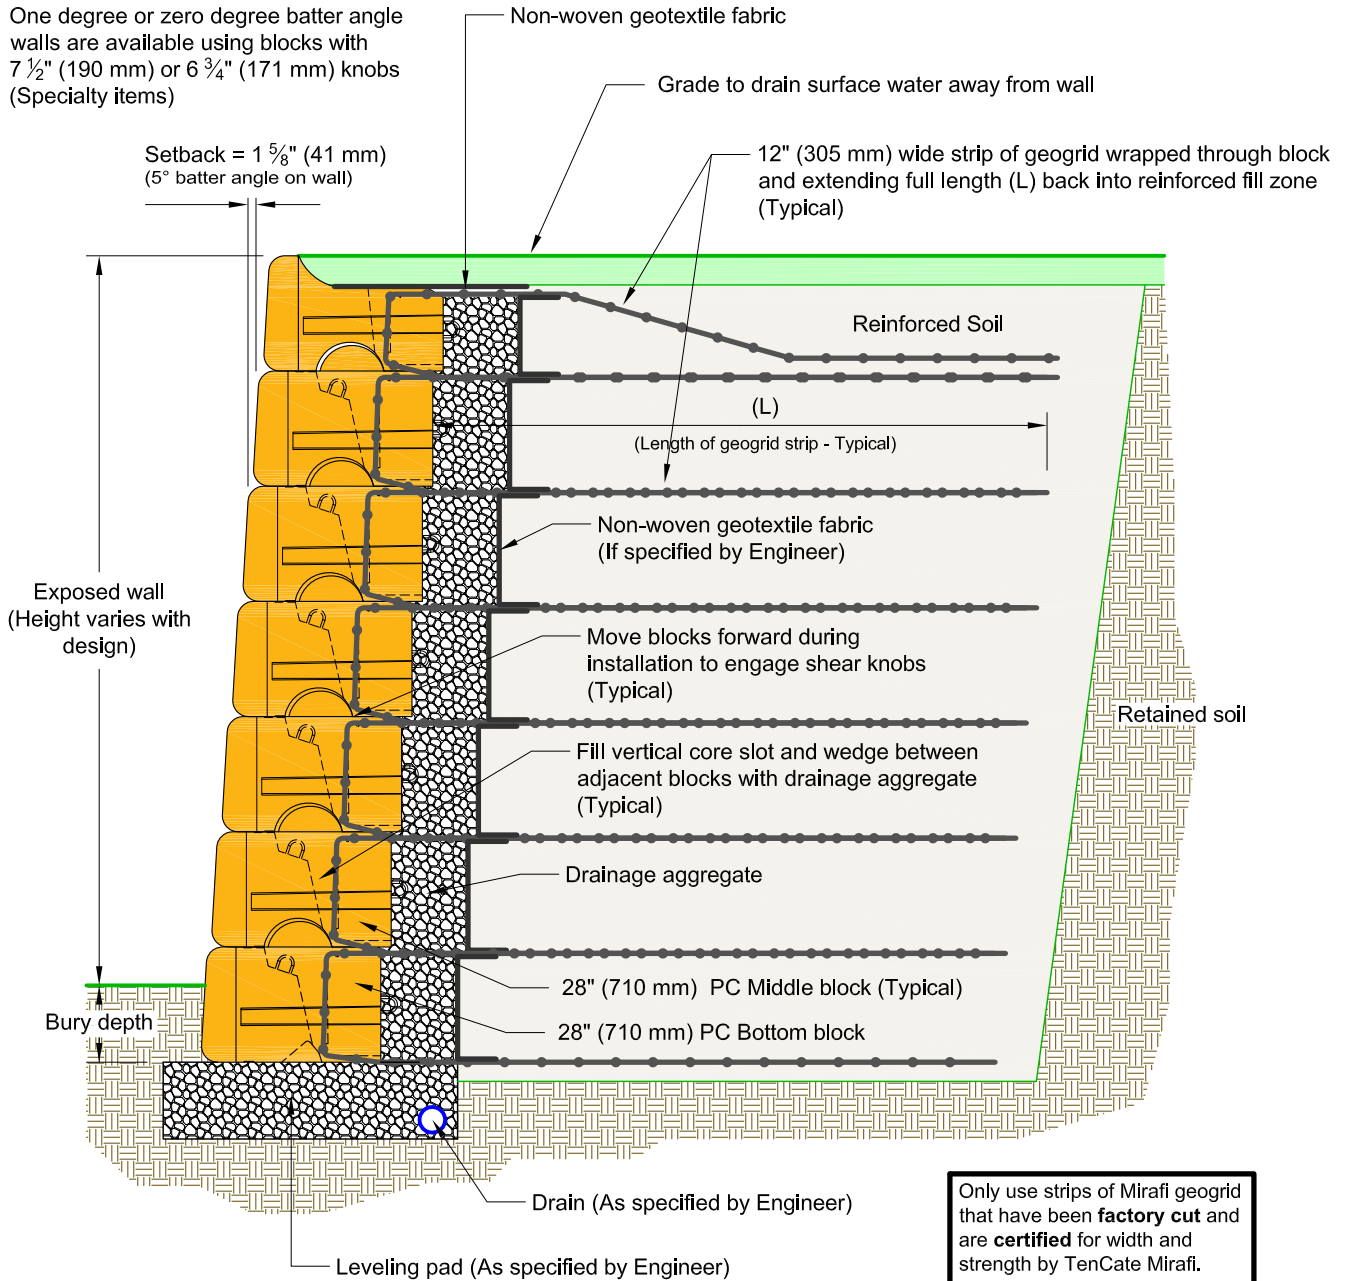 One degree or zero degree batter angle
walls are available using blocks with
7 ½" (190 mm) or 6 ¾" (171 mm) knobs
(Specialty items)
Non-woven geotextile fabric
Grade to drain surface water away from wall
Setback = 1 ⅝" (41 mm)
(5° batter angle on wall)
12" (305 mm) wide strip of geogrid wrapped through block
and extending full length (L) back into reinforced fill zone
(Typical)
Reinforced Soil
(L)
(Length of geogrid strip - Typical)
Non-woven geotextile fabric
(If specified by Engineer)
Exposed wall
(Height varies with
design)
Move blocks forward during
installation to engage shear knobs
(Typical)
Retained soil
Fill vertical core slot and wedge between
adjacent blocks with drainage aggregate
(Typical)
Drainage aggregate
28" (710 mm) PC Middle block (Typical)
Bury depth
28" (710 mm) PC Bottom block
Drain (As specified by Engineer)
Leveling pad (As specified by Engineer)
Only use strips of Mirafi geogrid
that have been factory cut and
are certified for width and
strength by TenCate Mirafi.